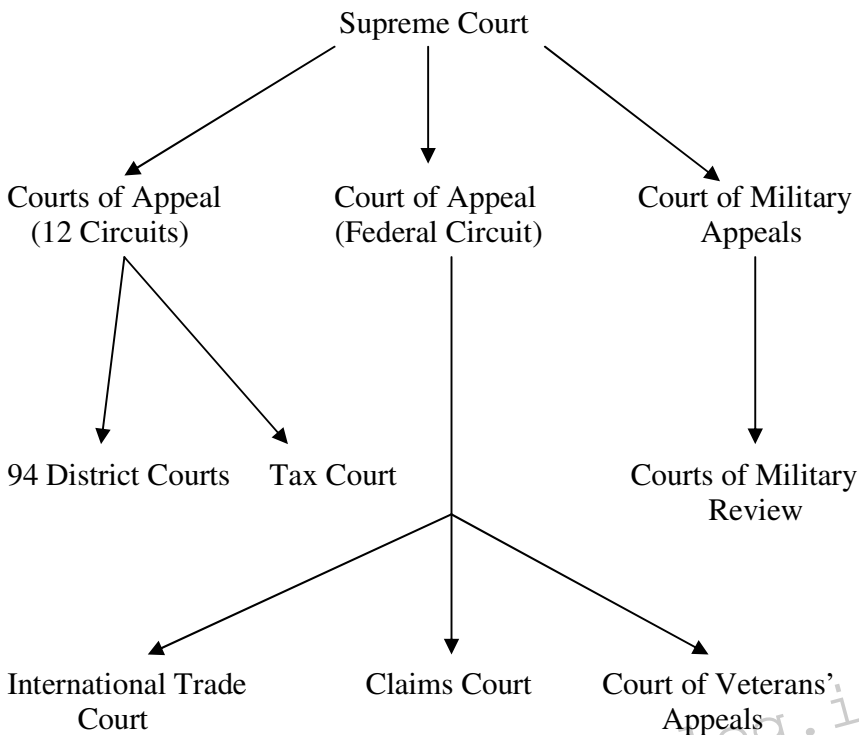 Supreme Court
Courts of Appeal
(12 Circuits)
Court of Appeal
(Federal Circuit)
Court of Military
Appeals
94 District Courts
Tax Court
Courts of Military
Review
International Trade
Court
Claims Court
Court of Veterans’
Appeals